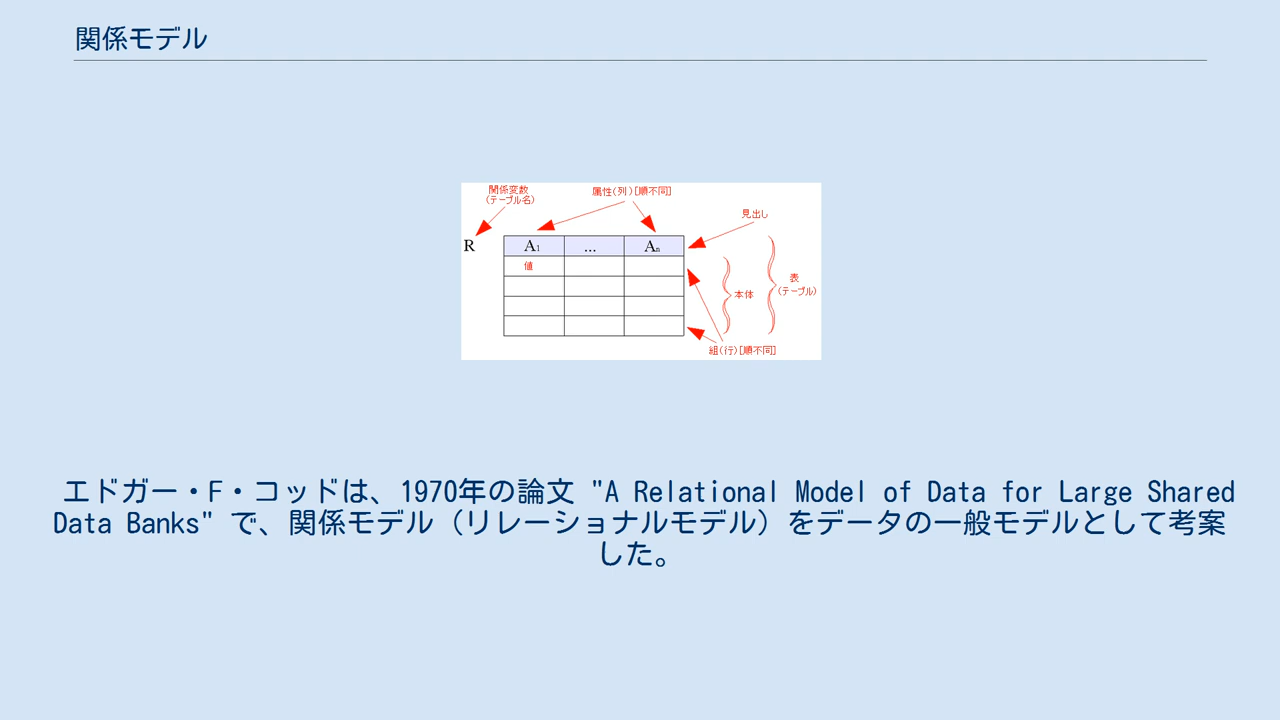 関係モデル
関係変数
(テーブル名)
属性(列)[順不同]
見出し
R
A1
...
An
値
本体
表
(テーブル)
組(行)[順不同]
エドガー・F・コッドは、1970年の論文 "A Relational Model of Data for Large Shared
Data Banks" で、関係モデル（リレーショナルモデル）をデータの一般モデルとして考案
した。